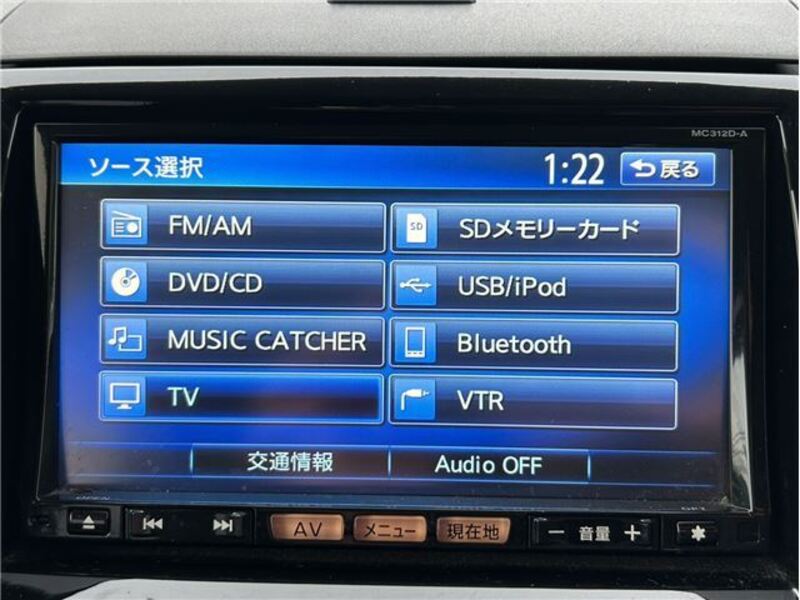 MC312D-A
ソース選択 1:22 戻る
FM/AM SD SDメモリーカード
DVD/CD USB/iPod
MUSIC CATCHER Bluetooth
TV VTR
交通情報 Audio OFF
OPEN
AV メニュー 現在地 − 音量 +